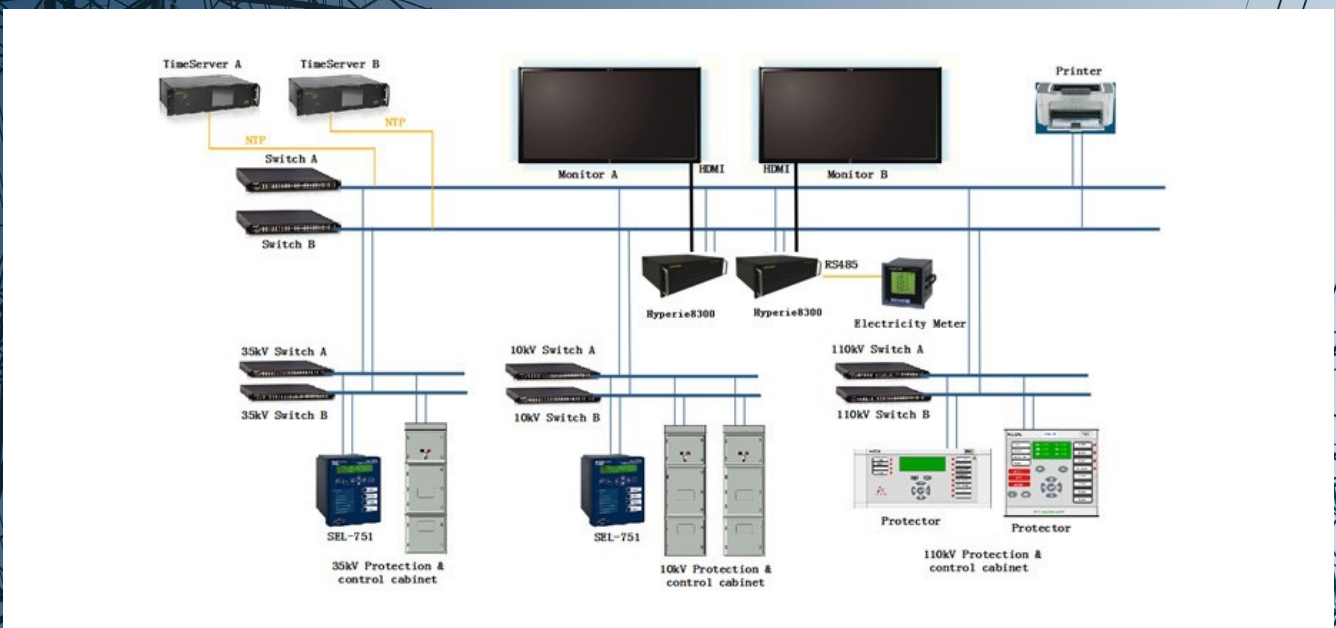 TimeServer A
TimeServer B
Printer
NTP
NTP
Switch A
HDMI
HDMI
Monitor A
Monitor B
Switch B
RS485
Hyperie8300
Hyperie8300
Electricity Meter
35kV Switch A
10kV Switch A
110kV Switch A
35kV Switch B
10kV Switch B
110kV Switch B
SEL-751
SEL-751
Protector
Protector
35kV Protection &
control cabinet
10kV Protection &
control cabinet
110kV Protection &
control cabinet